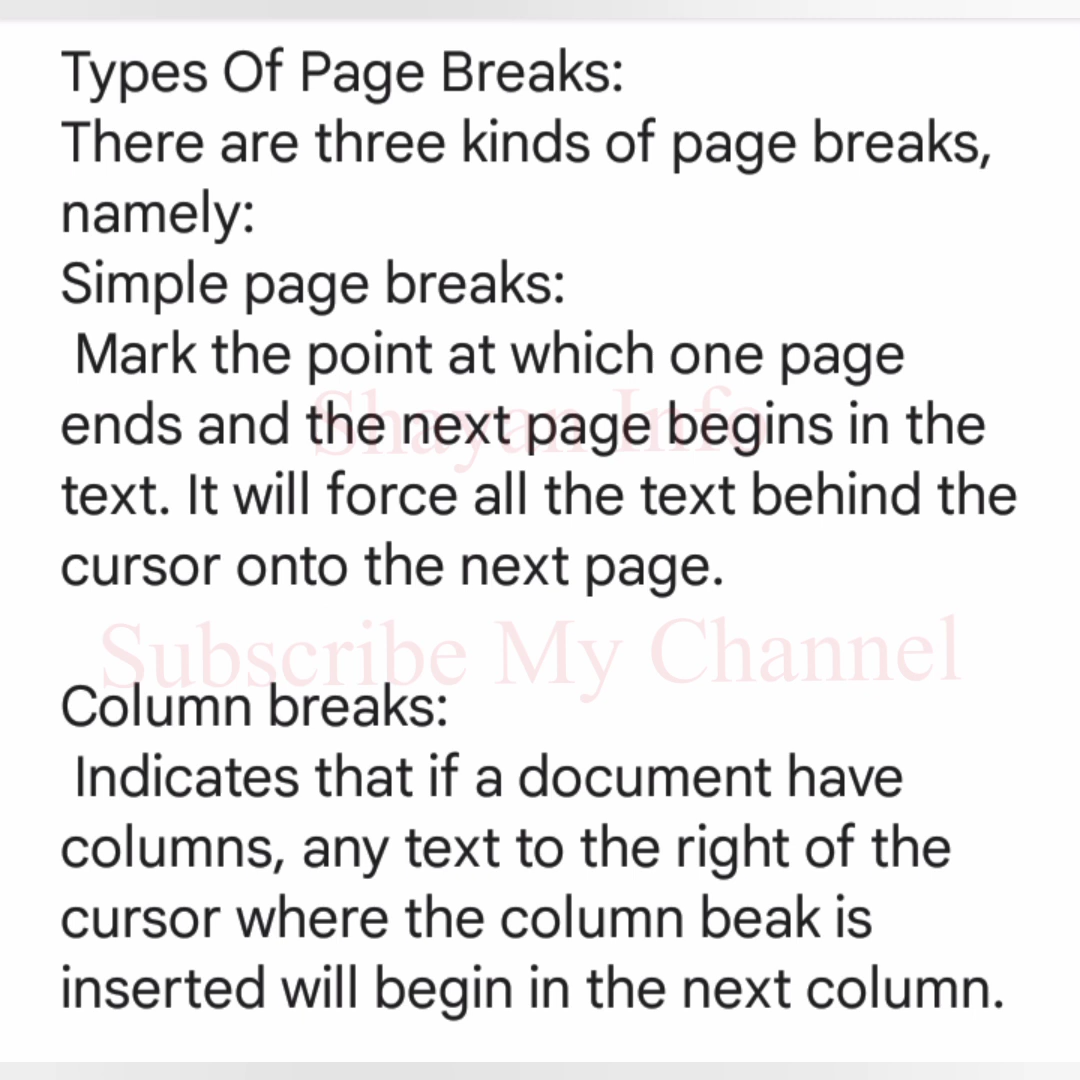 Types Of Page Breaks:
There are three kinds of page breaks,
namely:
Simple page breaks:
Mark the point at which one page
Shayan Info
ends and the next page begins in the
text. It will force all the text behind the
cursor onto the next page.
Subscribe My Channel
Column breaks:
Indicates that if a document have
columns, any text to the right of the
cursor where the column beak is
inserted will begin in the next column.